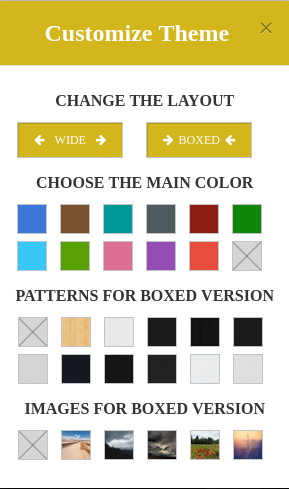 Customize Theme
CHANGE THE LAYOUT
WIDE
BOXED
CHOOSE THE MAIN COLOR
PATTERNS FOR BOXED VERSION
IMAGES FOR BOXED VERSION